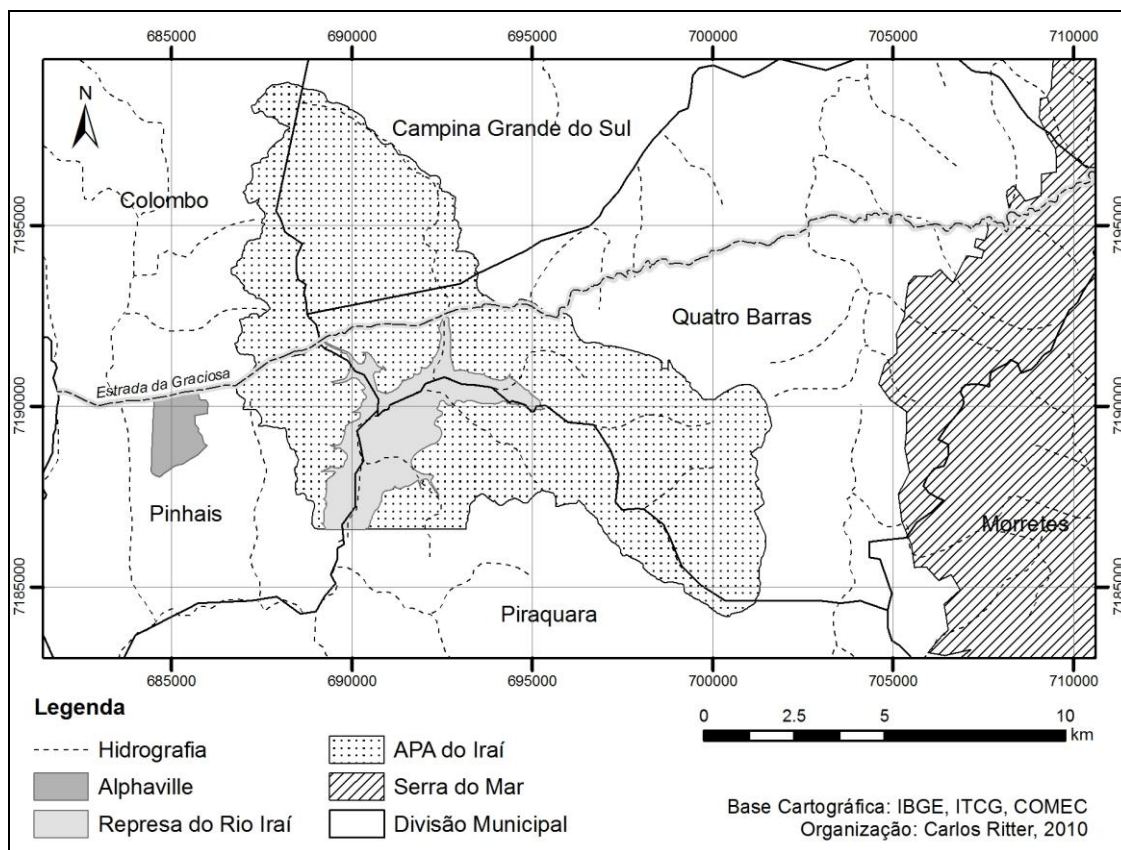 685000 690000 695000 700000 705000 710000
N
Campina Grande do Sul
Colombo
7195000 7195000
Quatro Barras
Estrada da Graciosa
7190000 7190000
Pinhais
Morretes
7185000 7185000
Piraquara
685000 690000 695000 700000 705000 710000
Legenda
Hidrografia
Alphaville
Represa do Rio Iraí
APA do Iraí
Serra do Mar
Divisão Municipal
0 2.5 5 10
km
Base Cartográfica: IBGE, ITCG, COMEC
Organização: Carlos Ritter, 2010